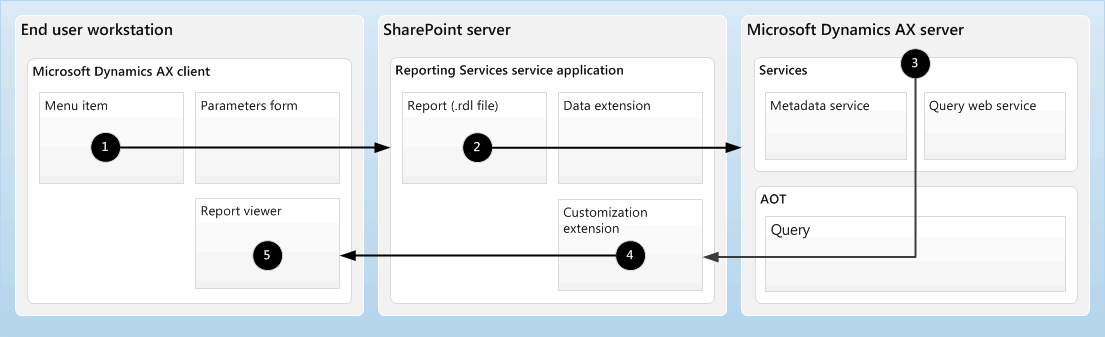 End user workstation
Microsoft Dynamics AX client
Menu item
Parameters form
1
Report viewer
5
SharePoint server
Reporting Services service application
Report (.rdl file)
Data extension
2
Customization
extension
4
Microsoft Dynamics AX server
3
Services
Metadata service
Query web service
AOT
Query